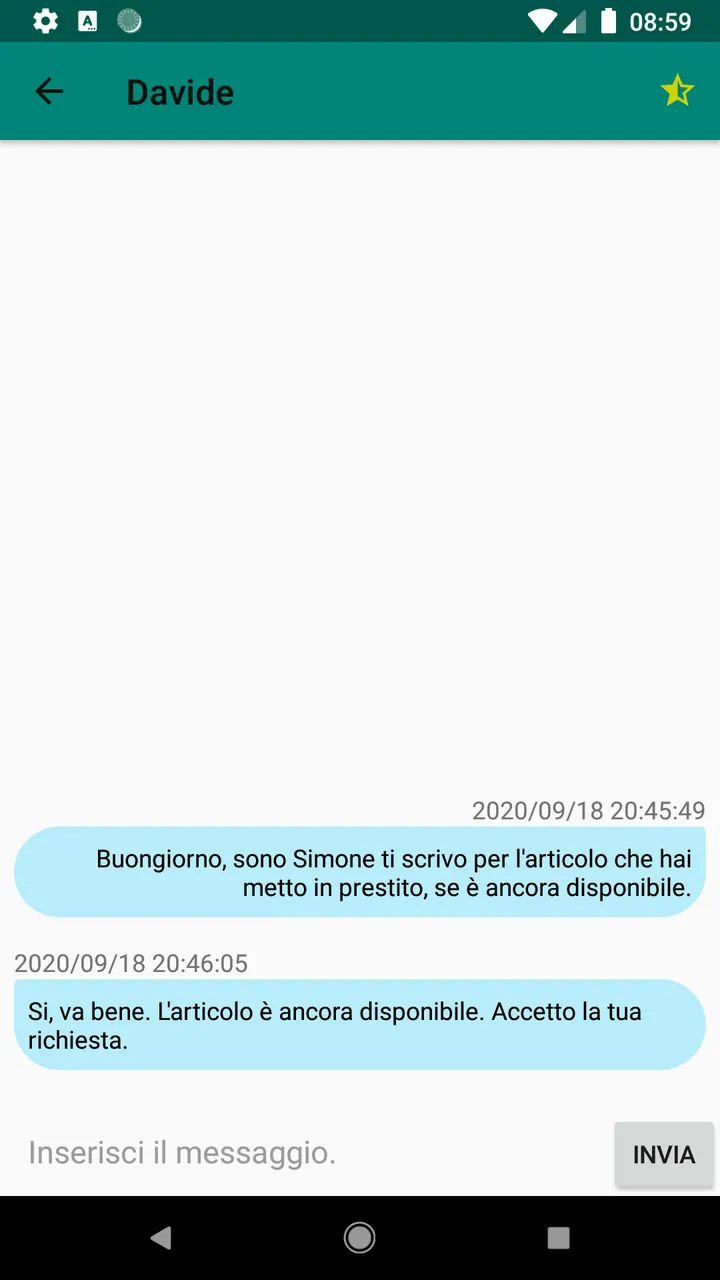 08:59
Davide
2020/09/18 20:45:49
Buongiorno, sono Simone ti scrivo per l'articolo che hai
metto in prestito, se è ancora disponibile.
2020/09/18 20:46:05
Si, va bene. L'articolo è ancora disponibile. Accetto la tua
richiesta.
Inserisci il messaggio.
INVIA